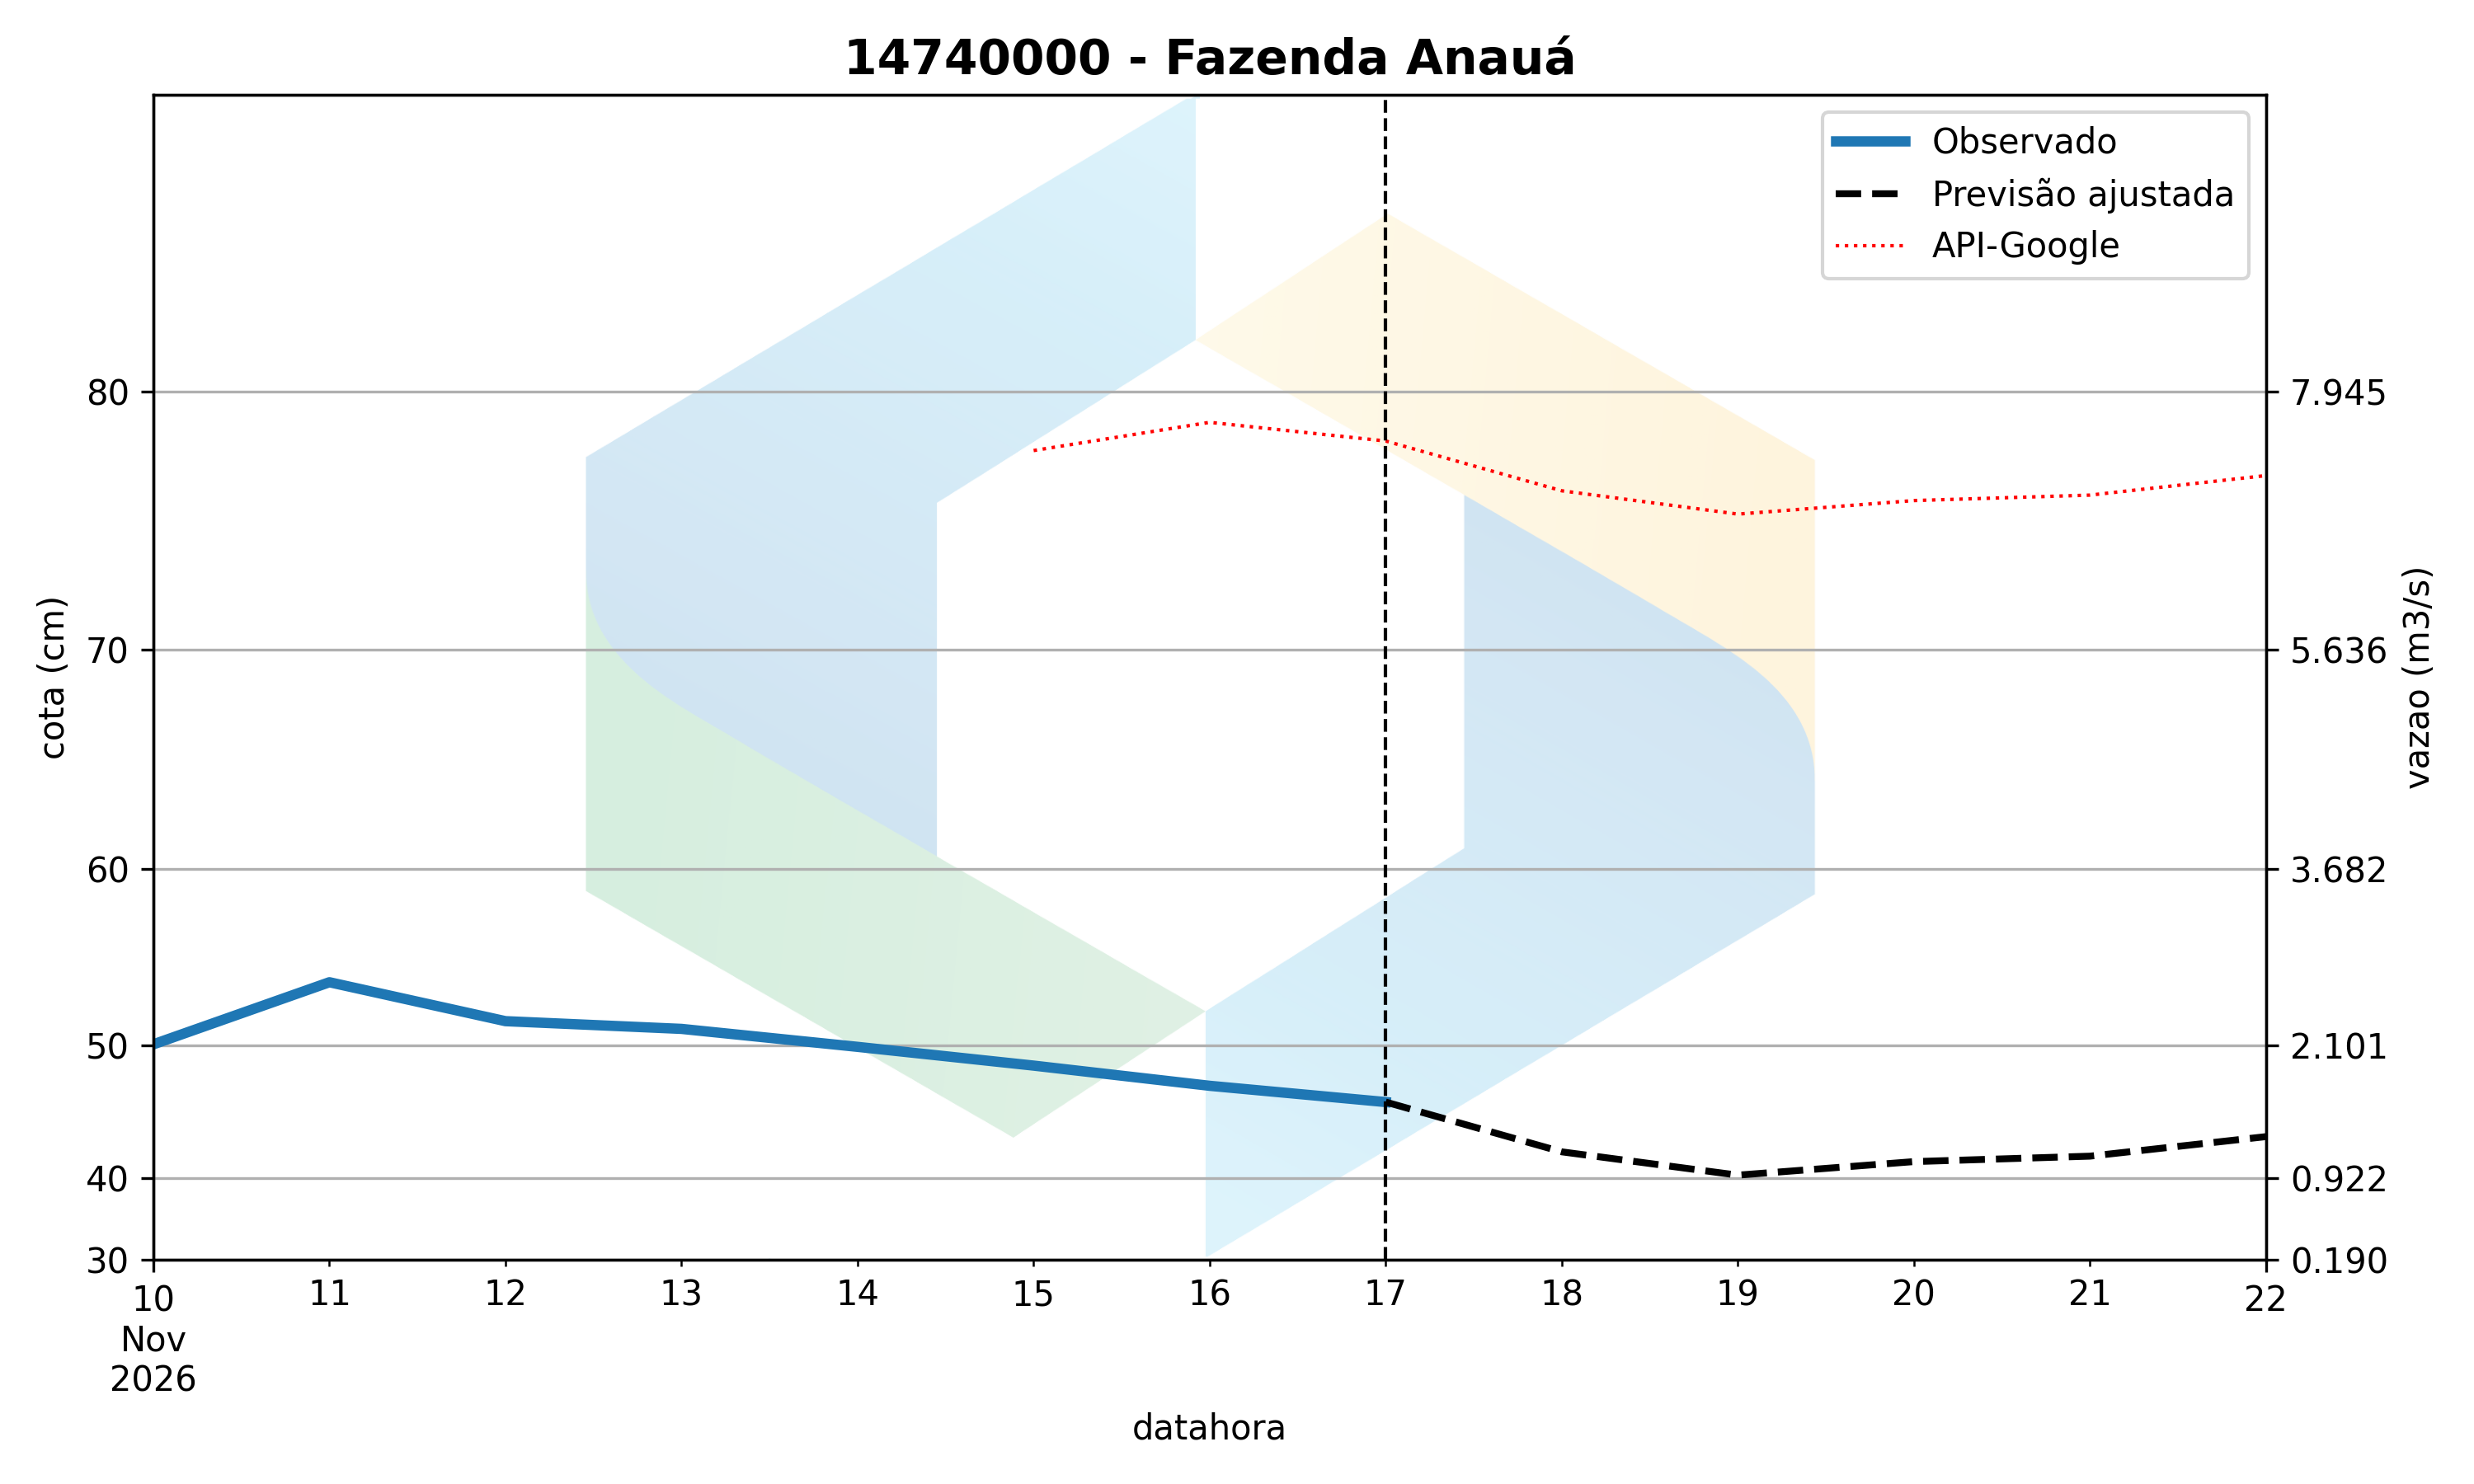 14740000 - Fazenda Anauá
Observado
Previsão ajustada
API-Google
cota (cm)
80
70
60
50
40
30
7.945
5.636
3.682
2.101
0.922
0.190
vazao (m3/s)
10 11 12 13 14 15 16 17 18 19 20 21 22
Nov
2026
datahora